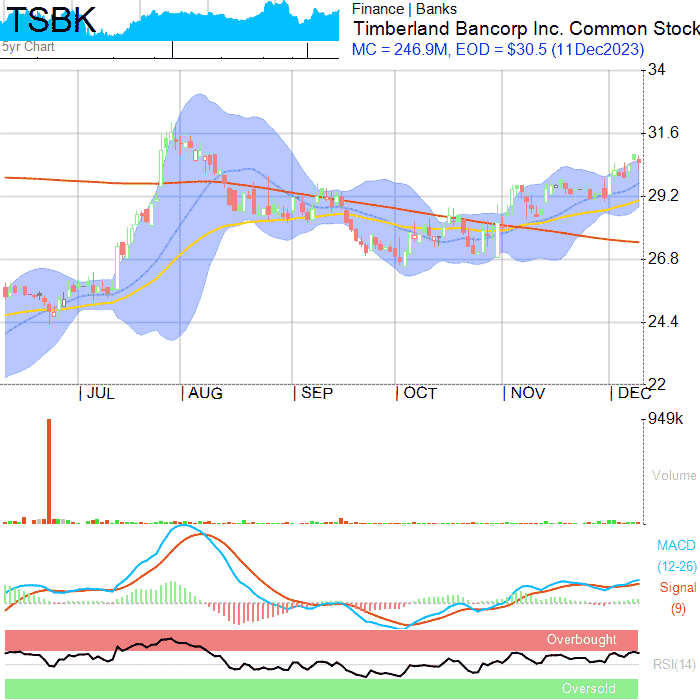 TSBK
5yr Chart
Finance | Banks
Timberland Bancorp Inc. Common Stock
MC = 246.9M, EOD = $30.5 (11Dec2023)
34
31.6
29.2
26.8
24.4
22
JUL AUG SEP OCT NOV DEC
949k
Volume
MACD
(12-26)
Signal
(9)
Overbought
RSI(14)
Oversold